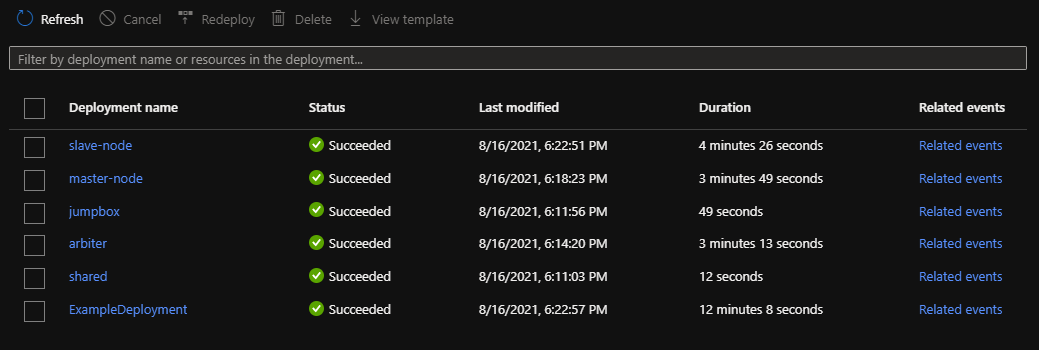 Refresh Cancel Redeploy Delete View template
Filter by deployment name or resources in the deployment...
Deployment name Status Last modified Duration Related events
slave-node Succeeded 8/16/2021, 6:22:51 PM 4 minutes 26 seconds Related events
master-node Succeeded 8/16/2021, 6:18:23 PM 3 minutes 49 seconds Related events
jumpbox Succeeded 8/16/2021, 6:11:56 PM 49 seconds Related events
arbiter Succeeded 8/16/2021, 6:14:20 PM 3 minutes 13 seconds Related events
shared Succeeded 8/16/2021, 6:11:03 PM 12 seconds Related events
ExampleDeployment Succeeded 8/16/2021, 6:22:57 PM 12 minutes 8 seconds Related events